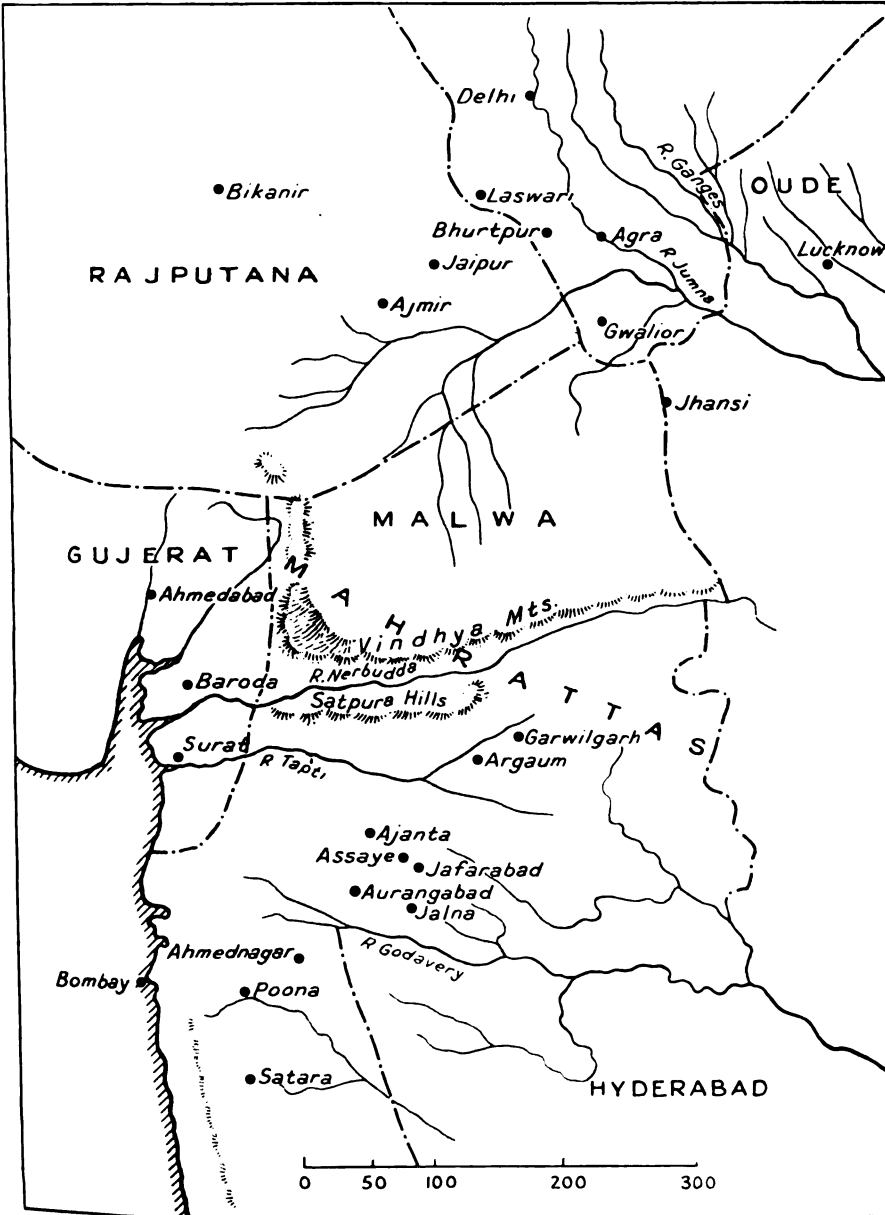 Delhi
R. Ganges
OUDE
Bikanir
Laswari
Bhurtpur
Agra
Lucknow
R Jumna
Jaipur
RAJPUTANA
Ajmir
Gwalior
Jhansi
MALWA
GUJERAT
MAHRATTAS
Ahmedabad
Vindhya Mts.
R. Nerbudda
Baroda
Satpura Hills
Surat
Garwilgarh
R Tapti
Argaum
Ajanta
Assaye
Jafarabad
Aurangabad
Jalna
Ahmednagar
R Godavery
Bombay
Poona
Satara
HYDERABAD
0 50 100 200 300